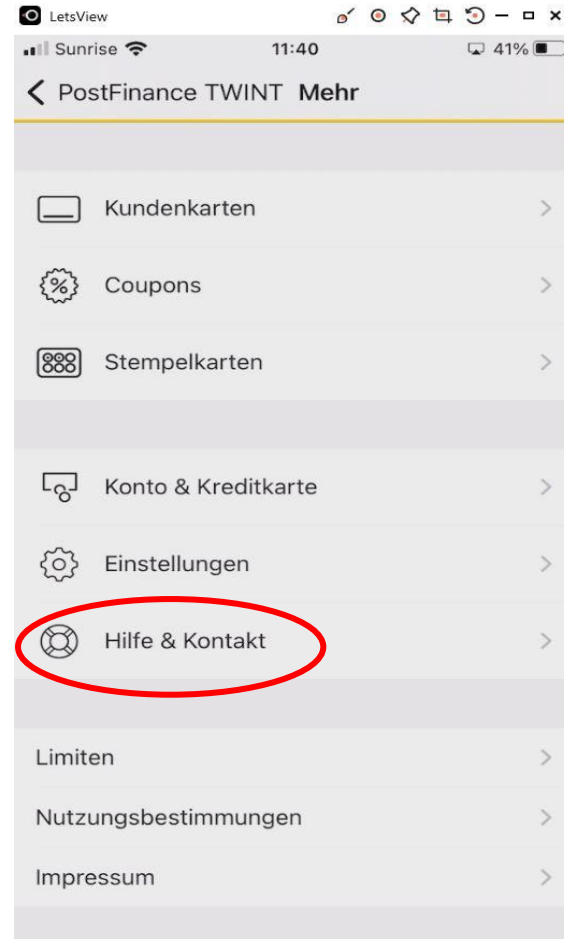 LetsView
Sunrise 11:40 41%
PostFinance TWINT Mehr
Kundenkarten
% Coupons
Stempelkarten
Konto & Kreditkarte
Einstellungen
Hilfe & Kontakt
Limiten
Nutzungsbestimmungen
Impressum